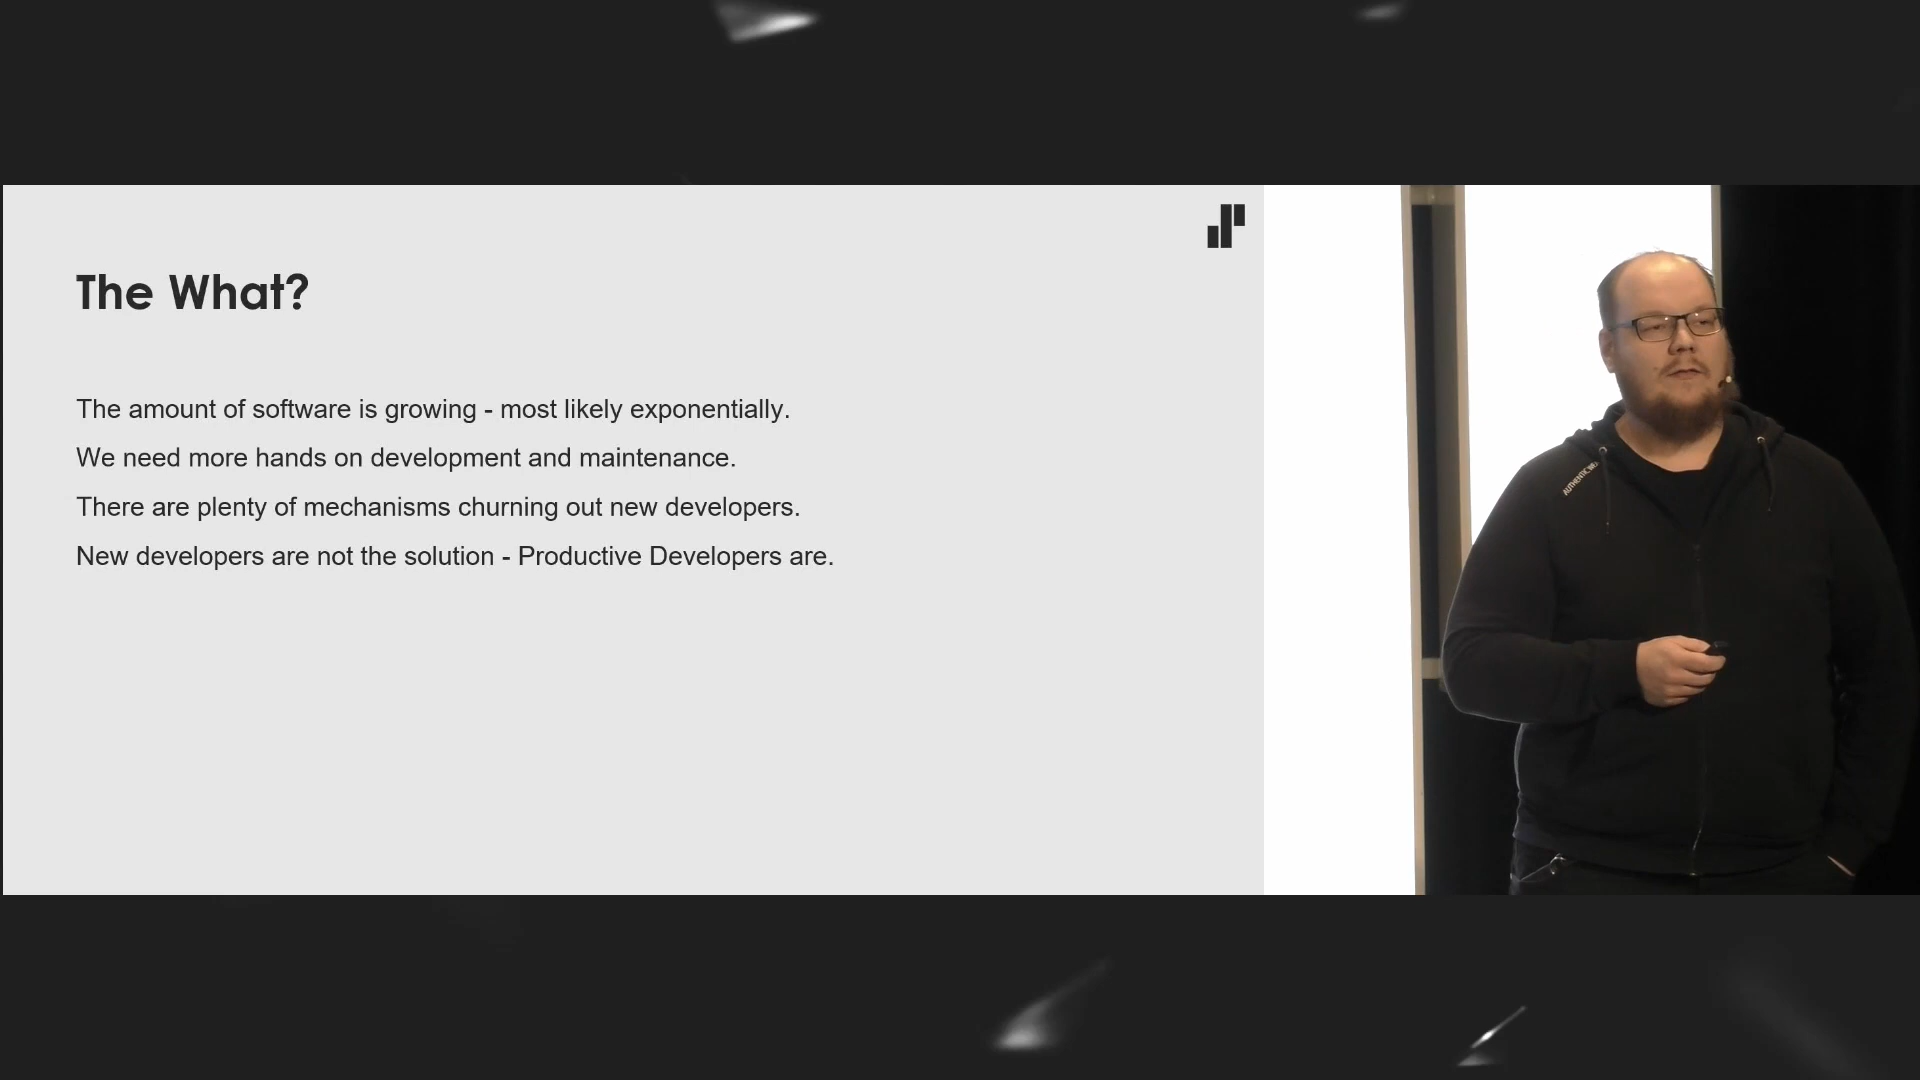 The What?
The amount of software is growing - most likely exponentially.
We need more hands on development and maintenance.
There are plenty of mechanisms churning out new developers.
New developers are not the solution - Productive Developers are.